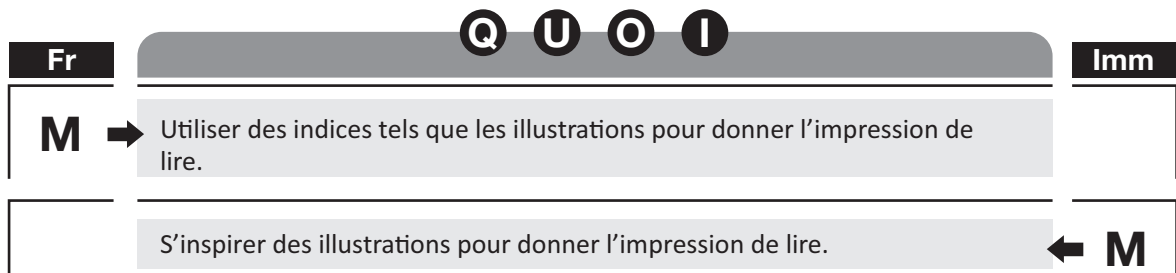 QUOI
Fr
Imm
M
Utiliser des indices tels que les illustrations pour donner l’impression de
lire.
S’inspirer des illustrations pour donner l’impression de lire.
M